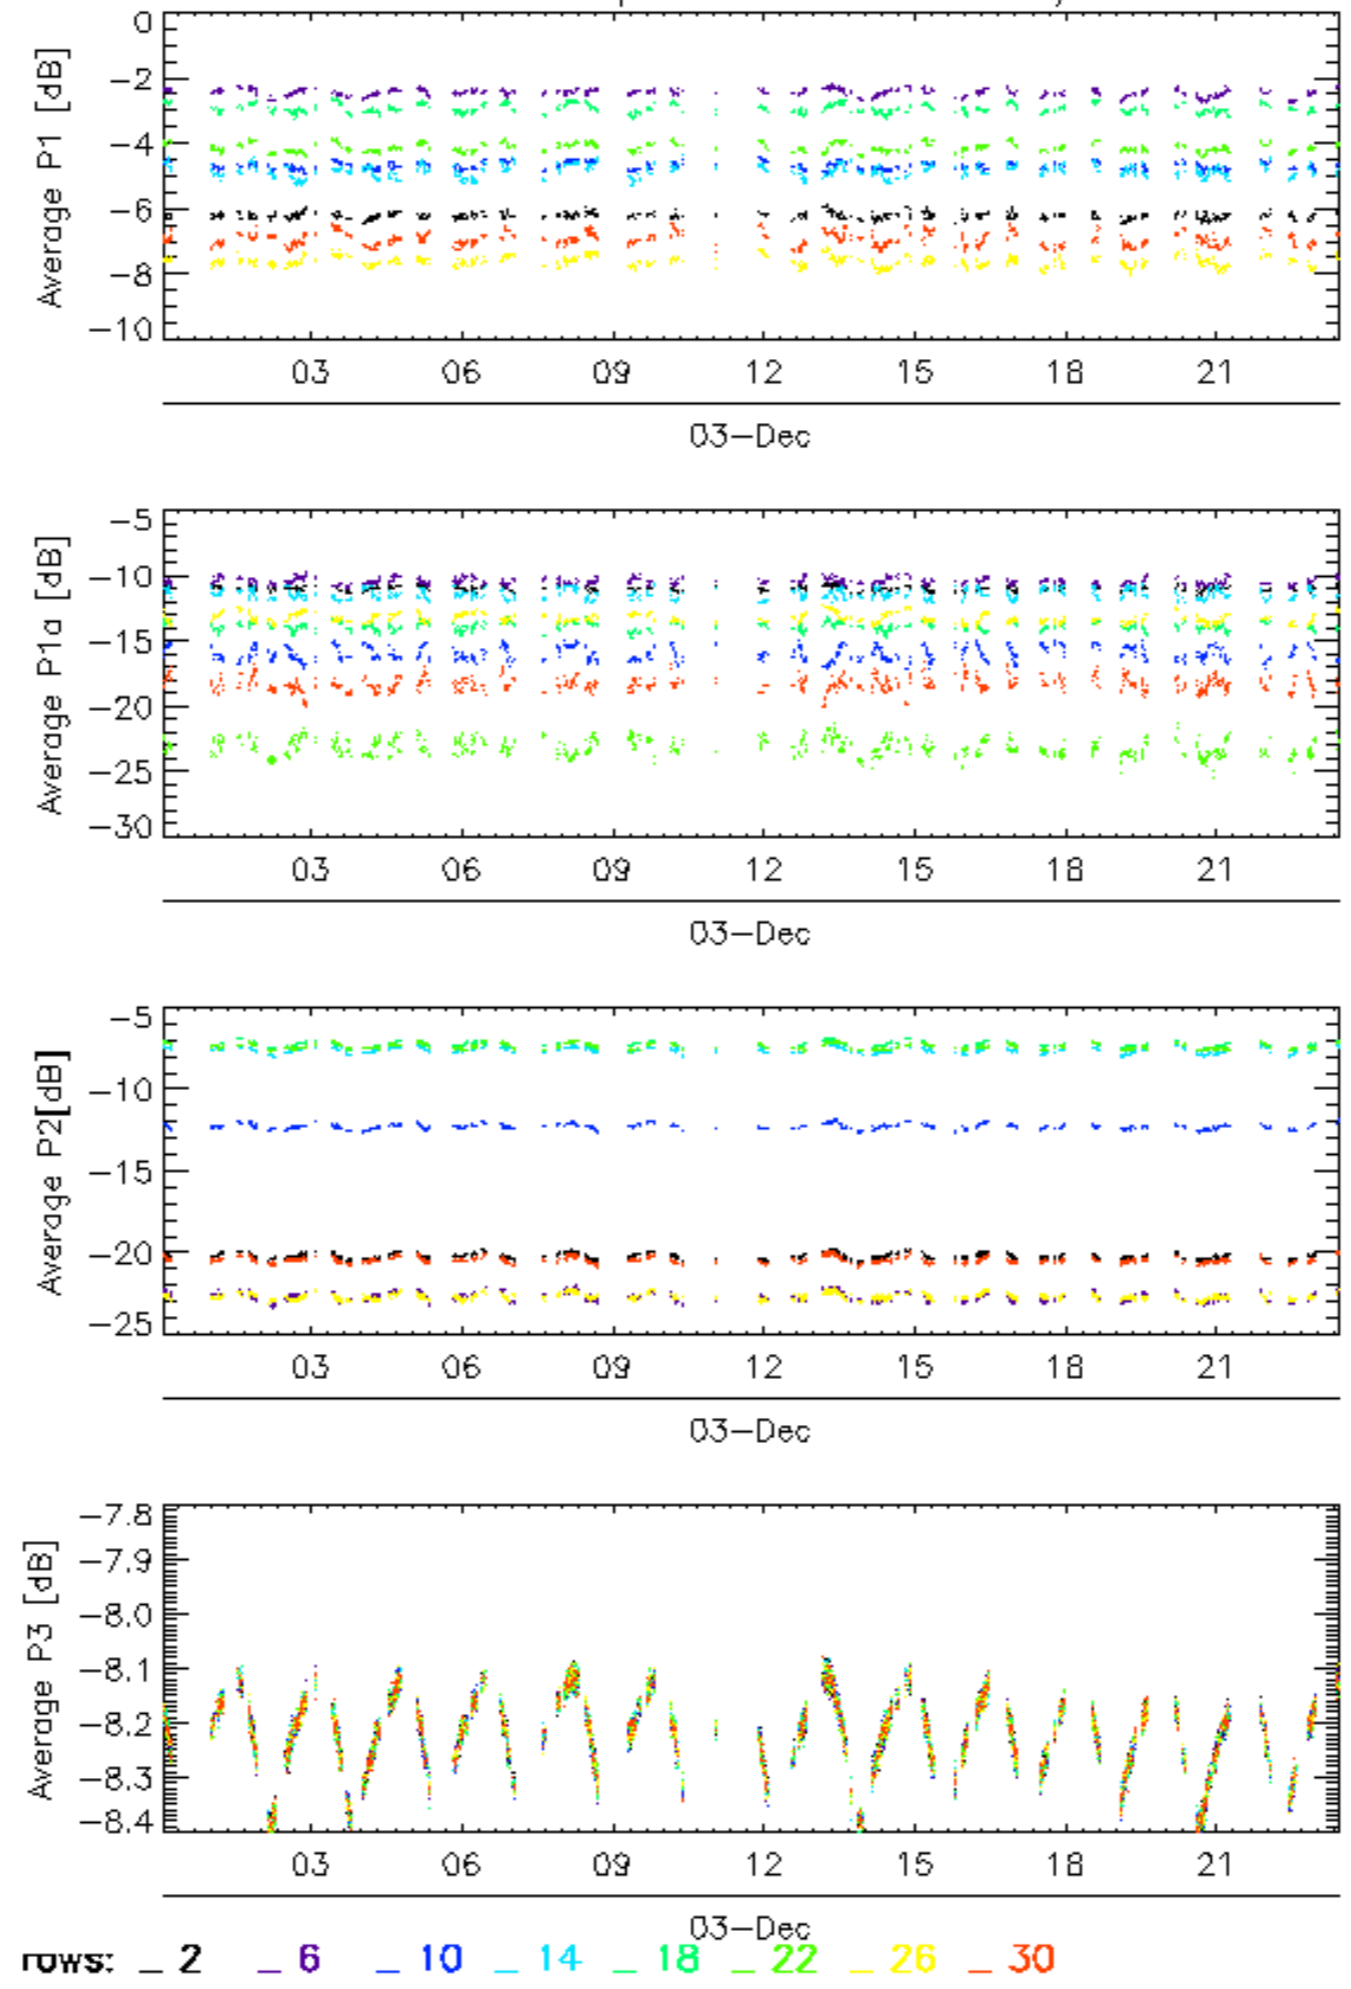 0
−2
−4
−6
−8
−10
Average P1 [dB]
03 06 09 12 15 18 21
03−Dec
−5
−10
−15
−20
−25
−30
Average P1a [dB]
03 06 09 12 15 18 21
03−Dec
−5
−10
−15
−20
−25
Average P2[dB]
03 06 09 12 15 18 21
03−Dec
−7.8
−7.9
−8.0
−8.1
−8.2
−8.3
−8.4
Average P3 [dB]
03 06 09 12 15 18 21
03−Dec
rows: _ 2 _ 6 _ 10 _ 14 _ 18 _ 22 _ 26 _ 30